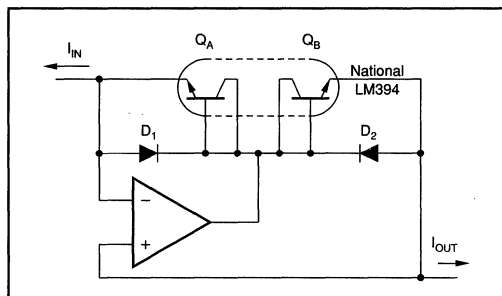 I_IN
Q_A Q_B
National
LM394
D_1 D_2
−
+
I_OUT